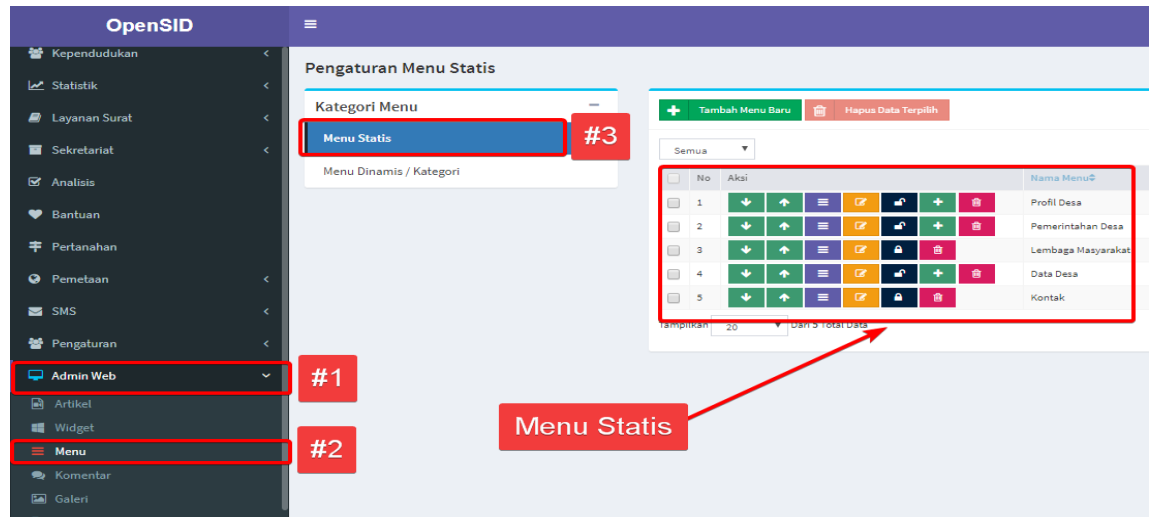 OpenSID
Kependudukan
Statistik
Layanan Surat
Sekretariat
Analisis
Bantuan
Pertanahan
Pemetaan
SMS
Pengaturan
Admin Web
#1
Artikel
Widget
Menu
#2
Komentar
Galeri
Pengaturan Menu Statis
Kategori Menu
Menu Statis
#3
Menu Dinamis / Kategori
Tambah Menu Baru
Hapus Data Terpilih
Semua
No Aksi Nama Menu
1 Profil Desa
2 Pemerintahan Desa
3 Lembaga Masyarakat
4 Data Desa
5 Kontak
Tampilkan 20 Dari 5 Total Data
Menu Statis